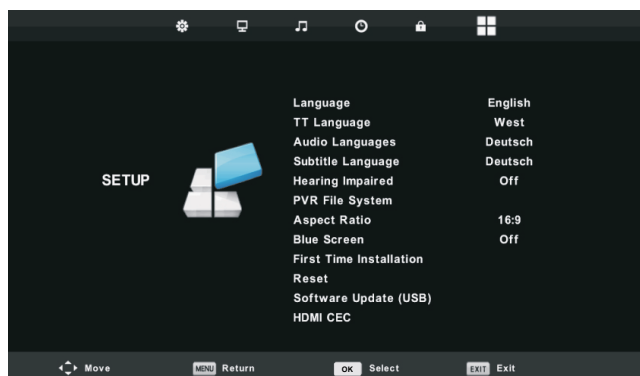 Language English
TT Language West
Audio Languages Deutsch
Subtitle Language Deutsch
SETUP
Hearing Impaired Off
PVR File System
Aspect Ratio 16:9
Blue Screen Off
First Time Installation
Reset
Software Update (USB)
HDMI CEC
Move MENU Return OK Select EXIT Exit